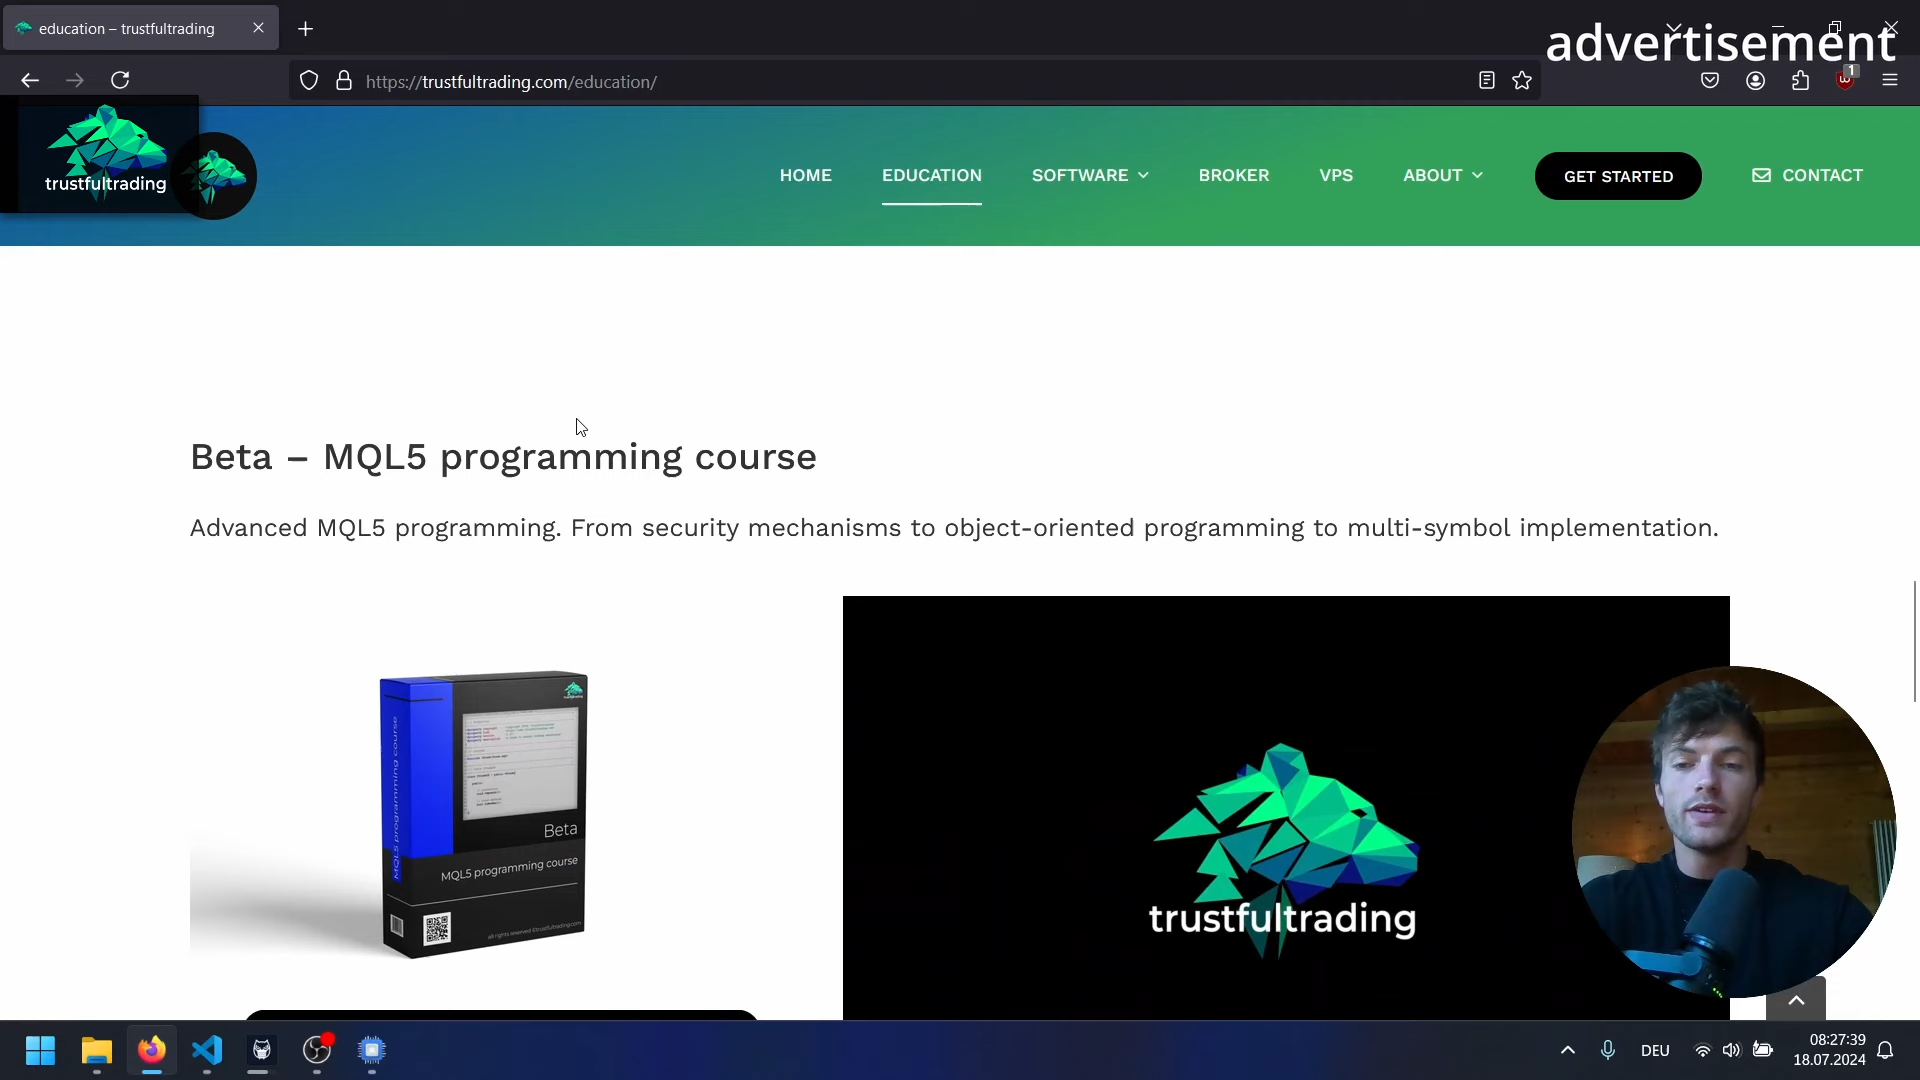 education – trustfultrading
advertisement
https://trustfultrading.com/education/
1
trustfultrading
HOME
EDUCATION
SOFTWARE
BROKER
VPS
ABOUT
GET STARTED
CONTACT
Beta – MQL5 programming course
Advanced MQL5 programming. From security mechanisms to object-oriented programming to multi-symbol implementation.
MQL5 programming course
Beta
MQL5 programming course
all rights reserved ©trustfultrading.com
trustfultrading
DEU
08:27:39
18.07.2024